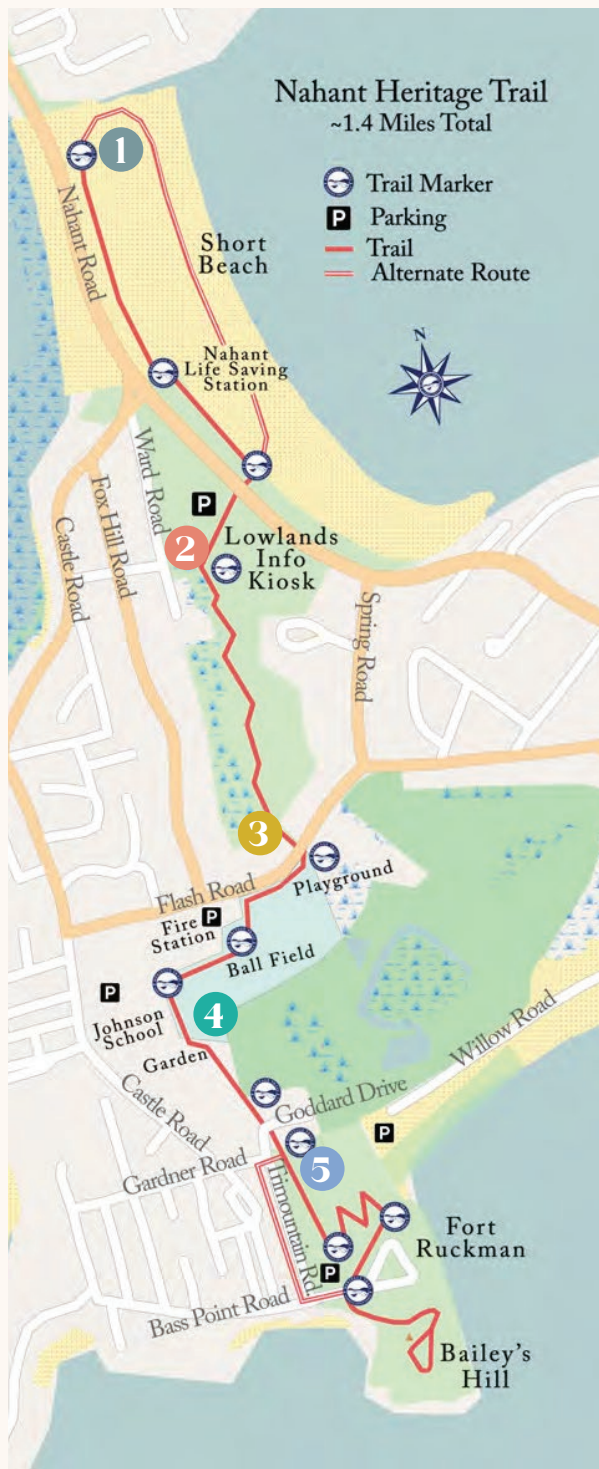 Nahant Heritage Trail
~1.4 Miles Total
Trail Marker
P
Parking
Trail
Alternate Route
N
1
Nahant Road
Short
Beach
Nahant
Life Saving
Station
Ward Road
P
2
Lowlands
Info
Kiosk
Fox Hill Road
Castle Road
Spring Road
3
Playground
Flash Road
P
Fire
Station
Ball Field
P
Johnson
School
4
Garden
Willow Road
Castle Road
Goddard Drive
P
Gardner Road
5
Trimountain Rd.
Fort
Ruckman
P
Bass Point Road
Bailey's
Hill